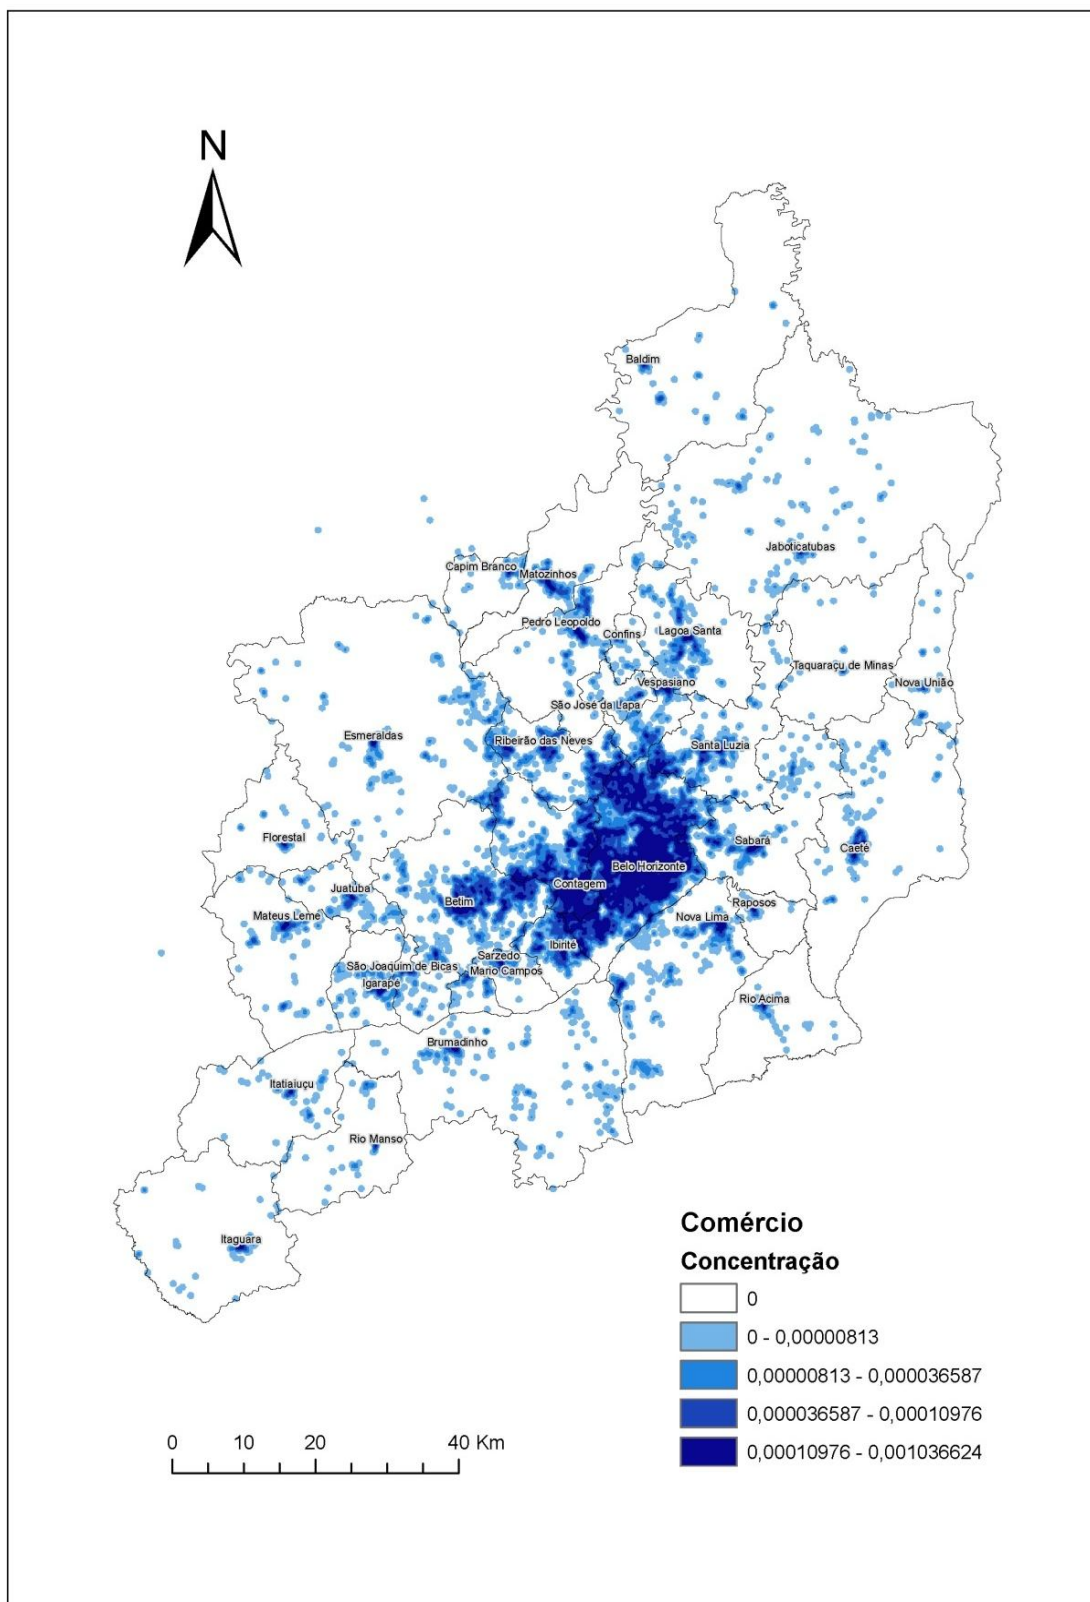 N
Baldim
Jaboticatubas
Capim Branco
Matozinhos
Pedro Leopoldo
Confins
Lagoa Santa
Taquaraçu de Minas
Nova União
Vespasiano
São José da Lapa
Esmeraldas
Ribeirão das Neves
Santa Luzia
Florestal
Sabará
Caeté
Belo Horizonte
Contagem
Juatuba
Betim
Mateus Leme
Raposos
Nova Lima
Ibirité
Sarzedo
São Joaquim de Bicas
Mario Campos
Igarapé
Rio Acima
Brumadinho
Itatiaiuçu
Rio Manso
Itaguara
Comércio
Concentração
0
0 - 0,00000813
0,00000813 - 0,000036587
0,000036587 - 0,00010976
0,00010976 - 0,001036624
0 10 20 40 Km